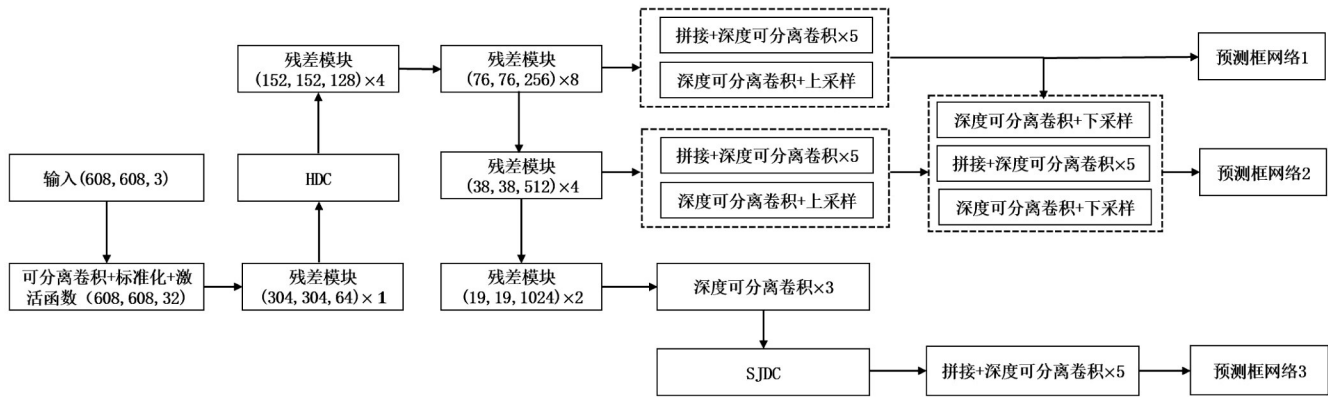 残差模块
(152,152,128)×4
残差模块
(76,76,256)×8
拼接+深度可分离卷积×5
深度可分离卷积+上采样
预测框网络1
输入(608,608,3)
HDC
残差模块
(38,38,512)×4
拼接+深度可分离卷积×5
深度可分离卷积+上采样
深度可分离卷积+下采样
拼接+深度可分离卷积×5
深度可分离卷积+下采样
预测框网络2
可分离卷积+标准化+激
活函数（608,608,32)
残差模块
(304,304,64)×1
残差模块
(19,19,1024)×2
深度可分离卷积×3
SJDC
拼接+深度可分离卷积×5
预测框网络3